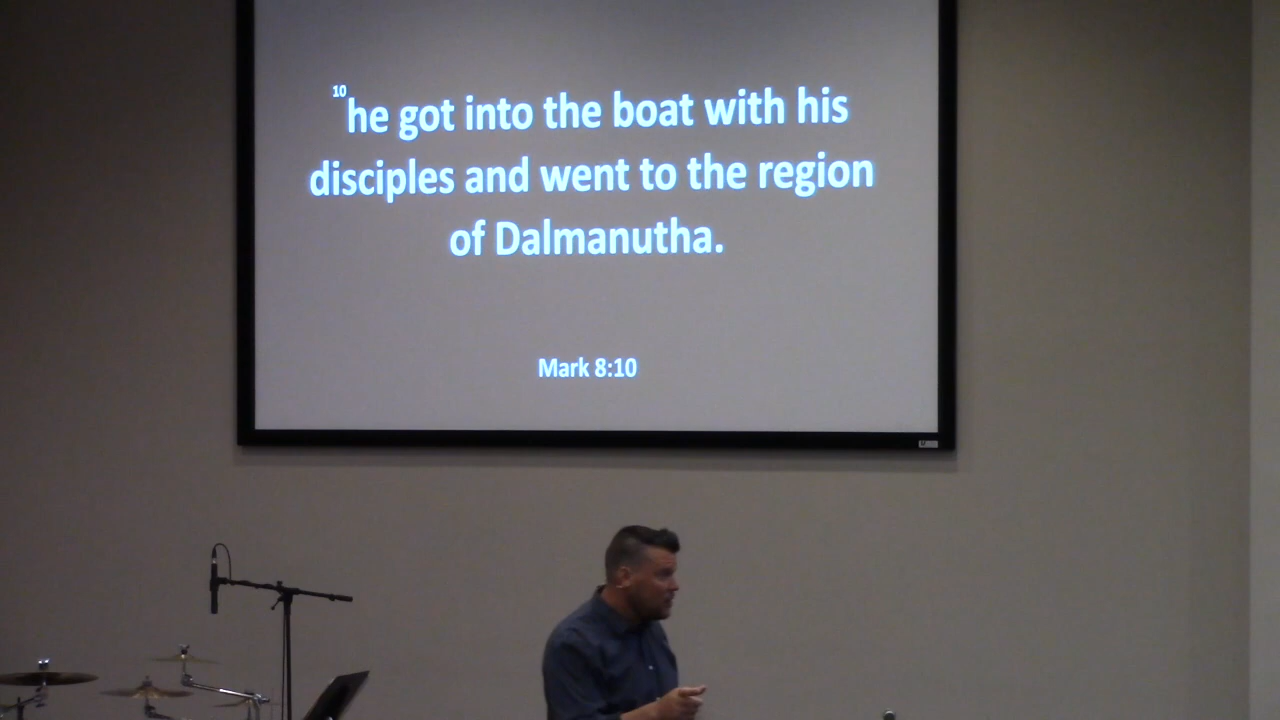 10he got into the boat with his
disciples and went to the region
of Dalmanutha.
Mark 8:10